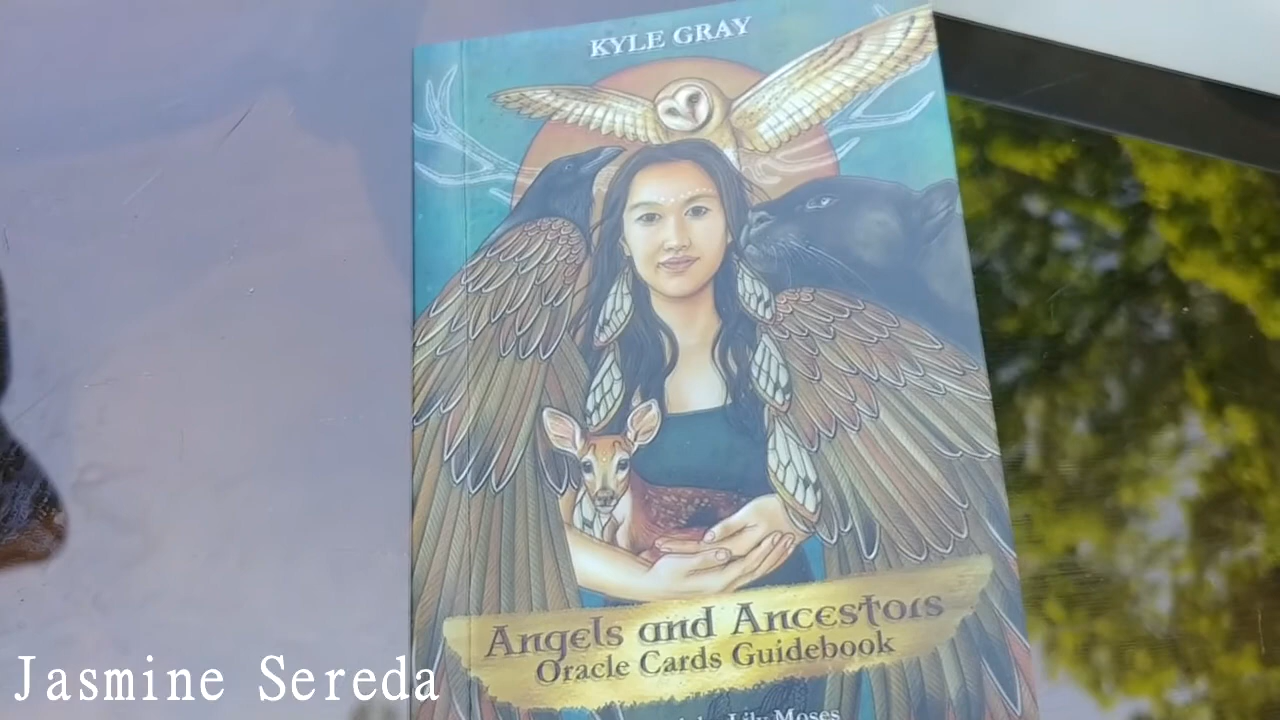 KYLE GRAY
Angels and Ancestors
Oracle Cards Guidebook
Lily Moses
Jasmine Sereda